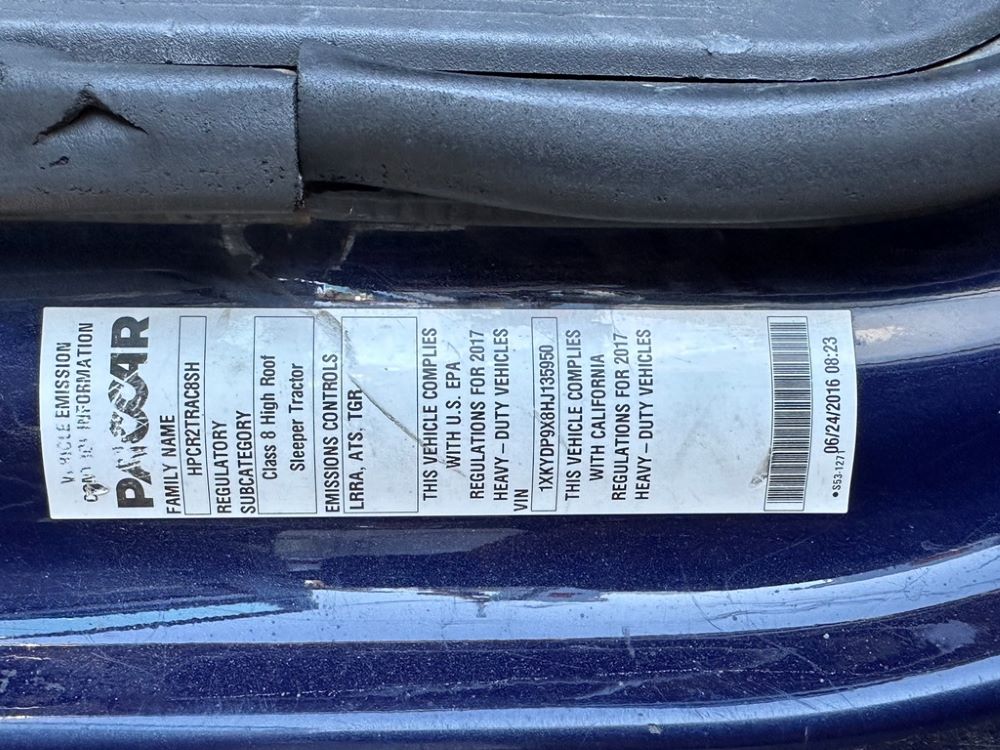 VEHICLE EMISSION
CONTROL INFORMATION
PACCAR
FAMILY NAME
HPCR2TRAC8SH
REGULATORY
SUBCATEGORY
Class 8 High Roof
Sleeper Tractor
EMISSIONS CONTROLS
LRRA, ATS, TGR
THIS VEHICLE COMPLIES
WITH U.S. EPA
REGULATIONS FOR 2017
HEAVY-DUTY VEHICLES
VIN
1XKYDP9X8HJ135950
THIS VEHICLE COMPLIES
WITH CALIFORNIA
REGULATIONS FOR 2017
HEAVY-DUTY VEHICLES
06/24/2016 08:23
•S53-1271